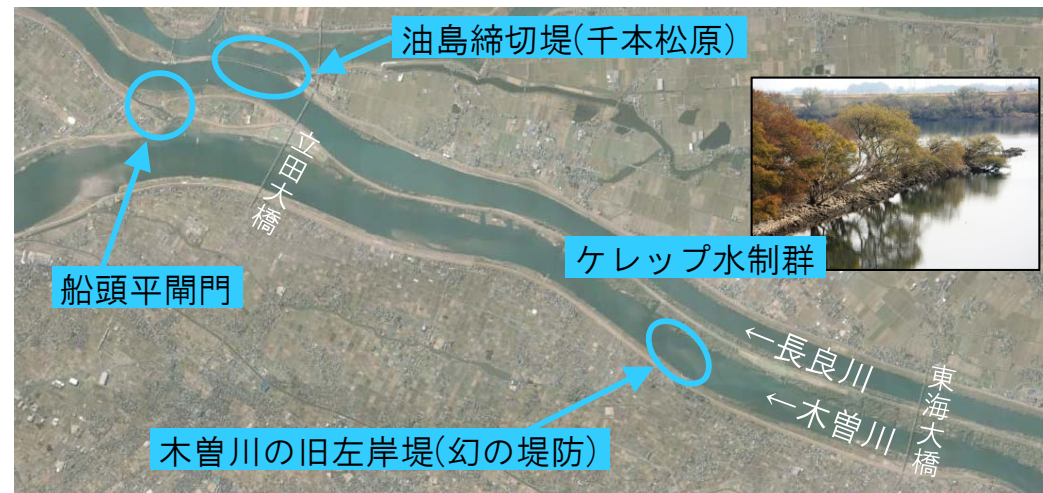 油島締切堤(千本松原)
立田大橋
船頭平閘門
ケレップ水制群
←長良川
←木曽川
東海大橋
木曽川の旧左岸堤(幻の堤防)